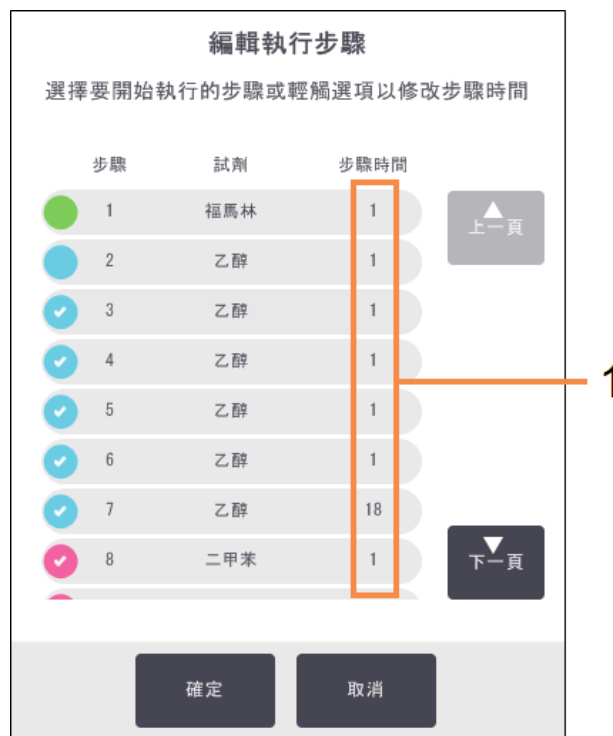 編輯執行步驟
選擇要開始執行的步驟或輕觸選項以修改步驟時間
步驟 試劑 步驟時間
1 福馬林 1
上一頁
2 乙醇 1
3 乙醇 1
4 乙醇 1
1
5 乙醇 1
6 乙醇 1
7 乙醇 18
8 二甲苯 1
下一頁
確定 取消